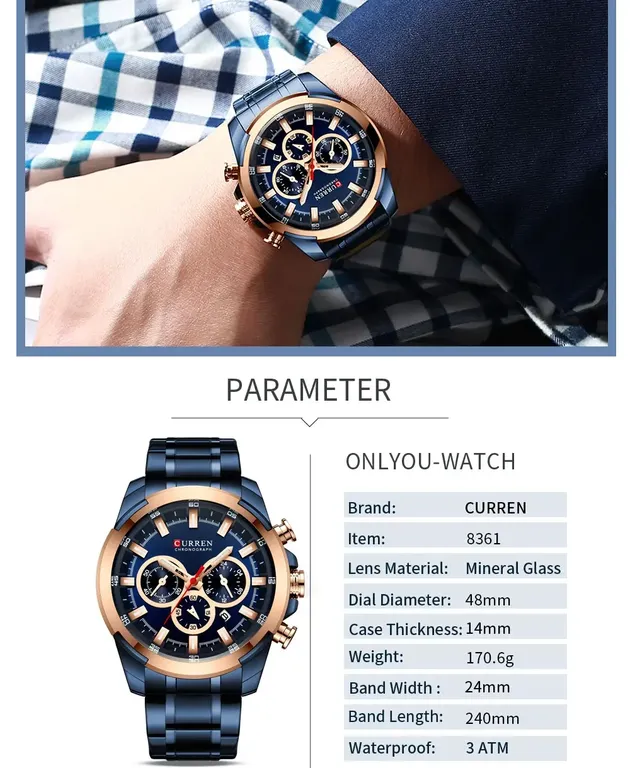 CURREN
CHRONOGRAPH
PARAMETER
ONLYOU-WATCH
CURREN
CHRONOGRAPH
Brand: CURREN
Item: 8361
Lens Material: Mineral Glass
Dial Diameter: 48mm
Case Thickness: 14mm
Weight: 170.6g
Band Width : 24mm
Band Length: 240mm
Waterproof: 3 ATM